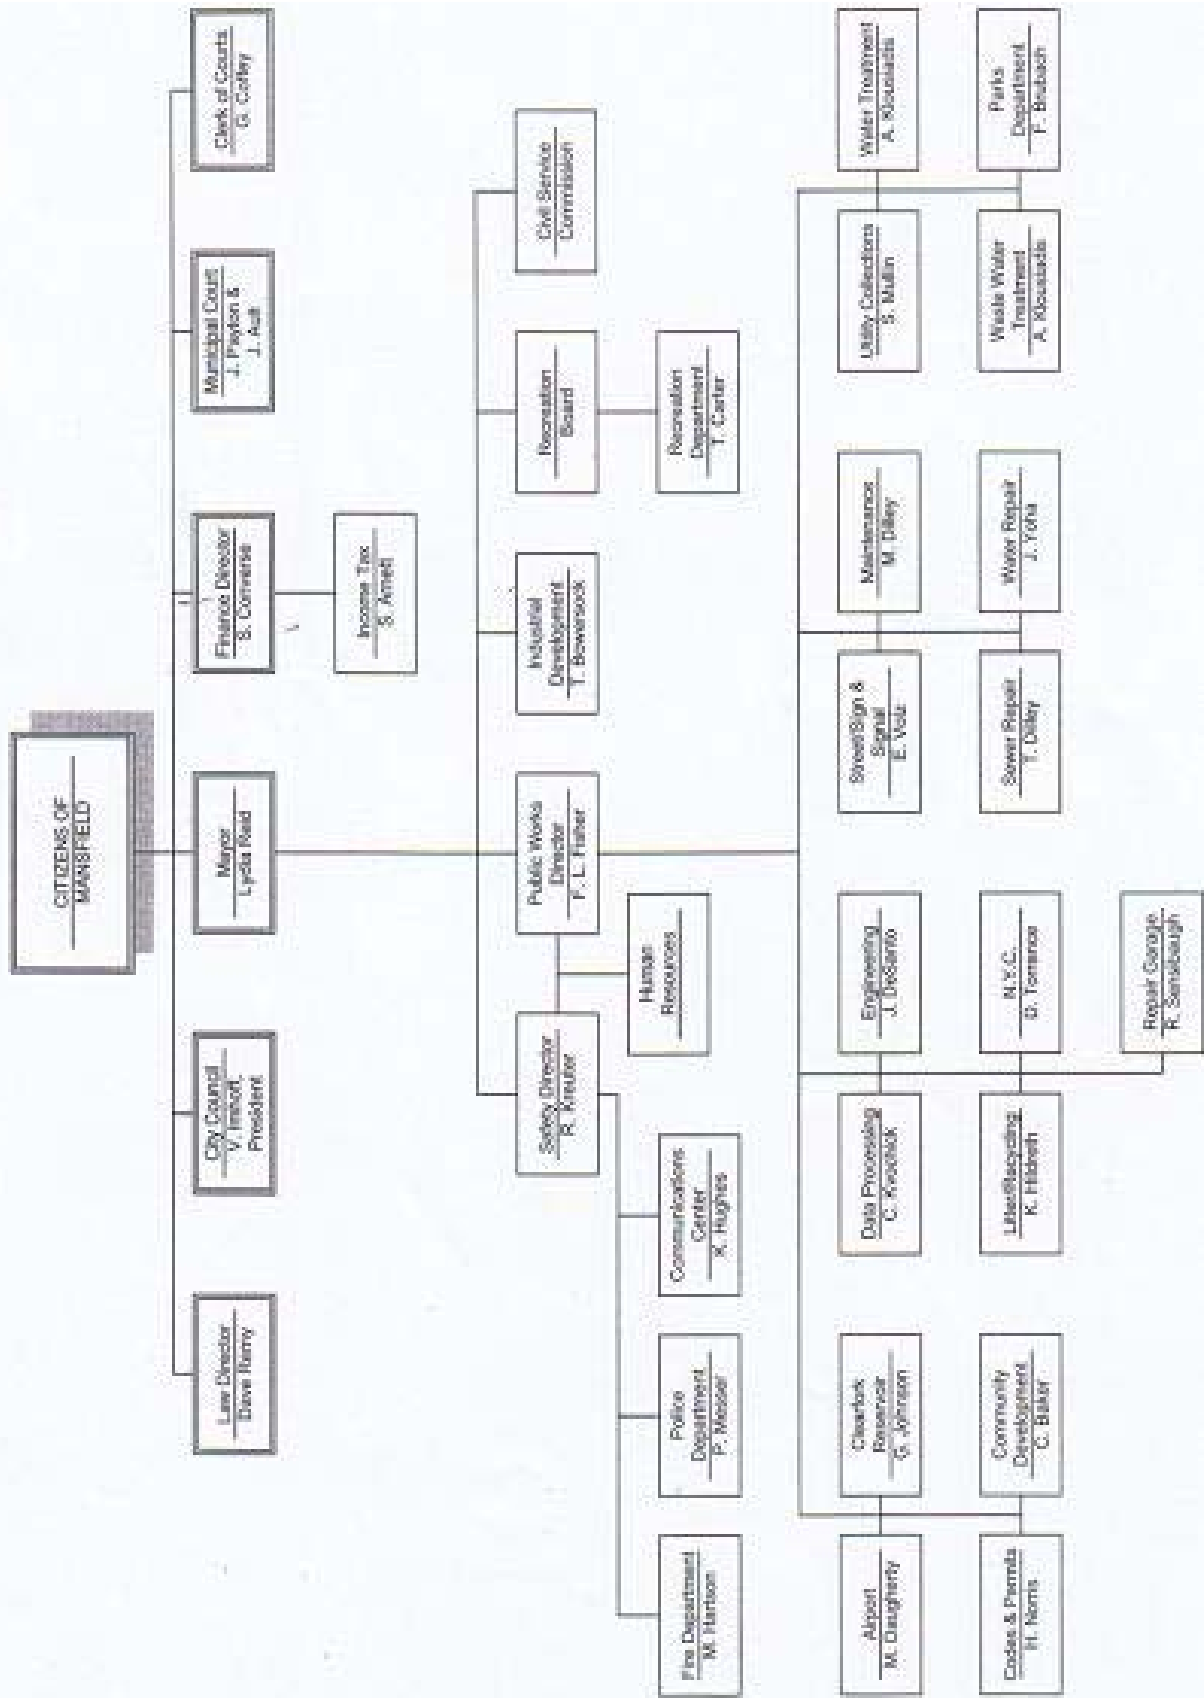 CITIZENS OF
MANSFIELD
Law Director
Dave Remy
City Council
V. Imhoff,
President
Mayor
Lydia Reid
Finance Director
S. Converse
Municipal Court
J. Payton &
J. Ault
Clerk of Courts
G. Coffey
Income Tax
S. Arnett
Safety Director
R. Kreuter
Public Works
Director
F. L. Fisher
Industrial
Development
T. Bowersock
Recreation
Board
Civil Service
Commission
Human
Resources
Fire Department
M. Hartson
Police
Department
P. Messer
Communications
Center
K. Hughes
Recreation
Department
T. Carter
Airport
M. Daugherty
Clearfork
Reservoir
G. Johnson
Data Processing
C. Kvochick
Engineering
J. DeSanto
Street/Sign &
Signal
E. Volz
Maintenance
M. Dilley
Utility Collections
S. Mullin
Water Treatment
A. Klousiadis
Codes & Permits
H. Norris
Community
Development
C. Baker
Litter/Recycling
K. Hildreth
N.Y.C.
D. Torrence
Sewer Repair
T. Dilley
Water Repair
J. Yoha
Waste Water
Treatment
A. Klousiadis
Parks
Department
F. Brubach
Repair Garage
R. Sensibaugh